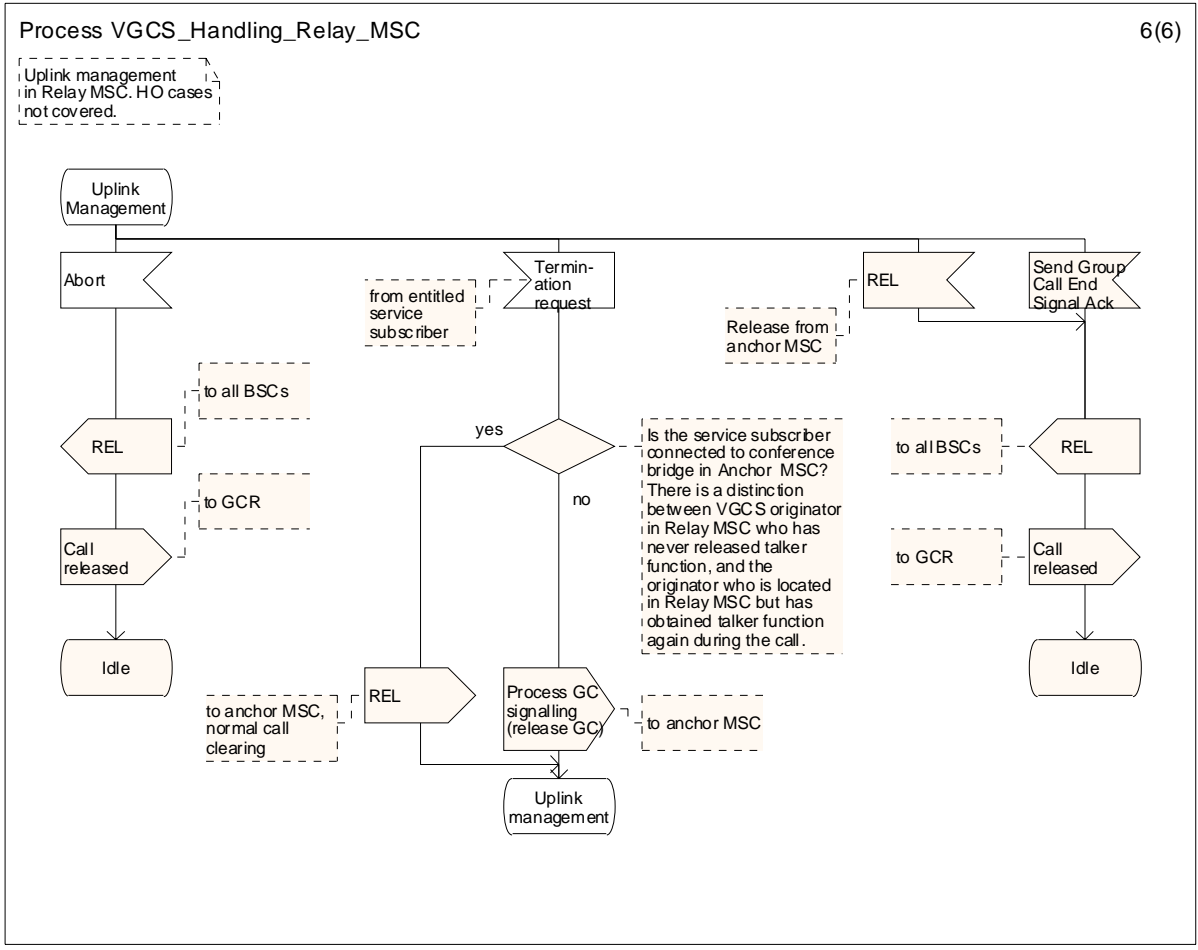 Process VGCS_Handling_Relay_MSC
6(6)
Uplink management
in Relay MSC. HO cases
not covered.
Uplink
Management
Abort
to all BSCs
REL
to GCR
Call
released
Idle
from entitled
service
subscriber
Termin-
ation
request
yes
no
Is the service subscriber
connected to conference
bridge in Anchor MSC?
There is a distinction
between VGCS originator
in Relay MSC who has
never released talker
function, and the
originator who is located
in Relay MSC but has
obtained talker function
again during the call.
REL
to anchor MSC,
normal call
clearing
Process GC
signalling
(release GC)
to anchor MSC
Uplink
management
REL
Release from
anchor MSC
Send Group
Call End
Signal Ack
to all BSCs
REL
to GCR
Call
released
Idle